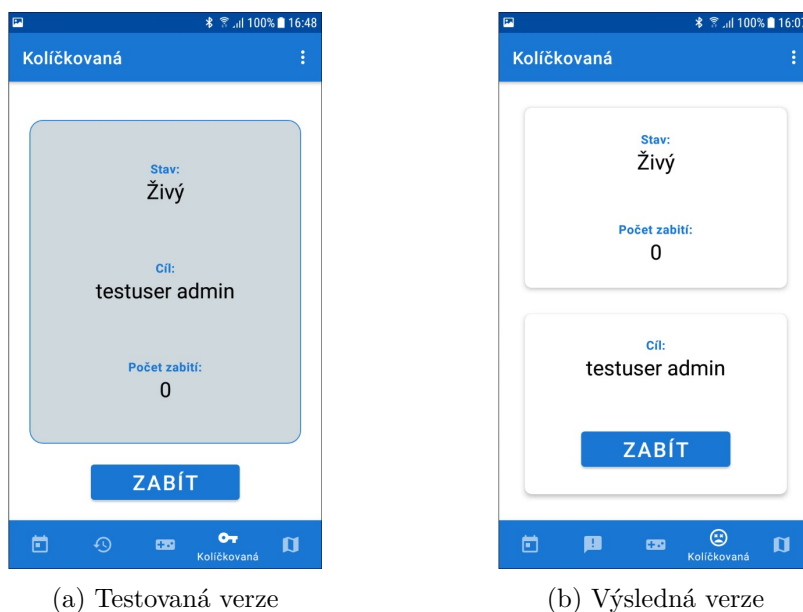 100% 16:48
Kolíčkovaná
Stav:
Živý
Cíl:
testuser admin
Počet zabití:
0
ZABÍT
Kolíčkovaná
(a) Testovaná verze
100% 16:07
Kolíčkovaná
Stav:
Živý
Počet zabití:
0
Cíl:
testuser admin
ZABÍT
Kolíčkovaná
(b) Výsledná verze